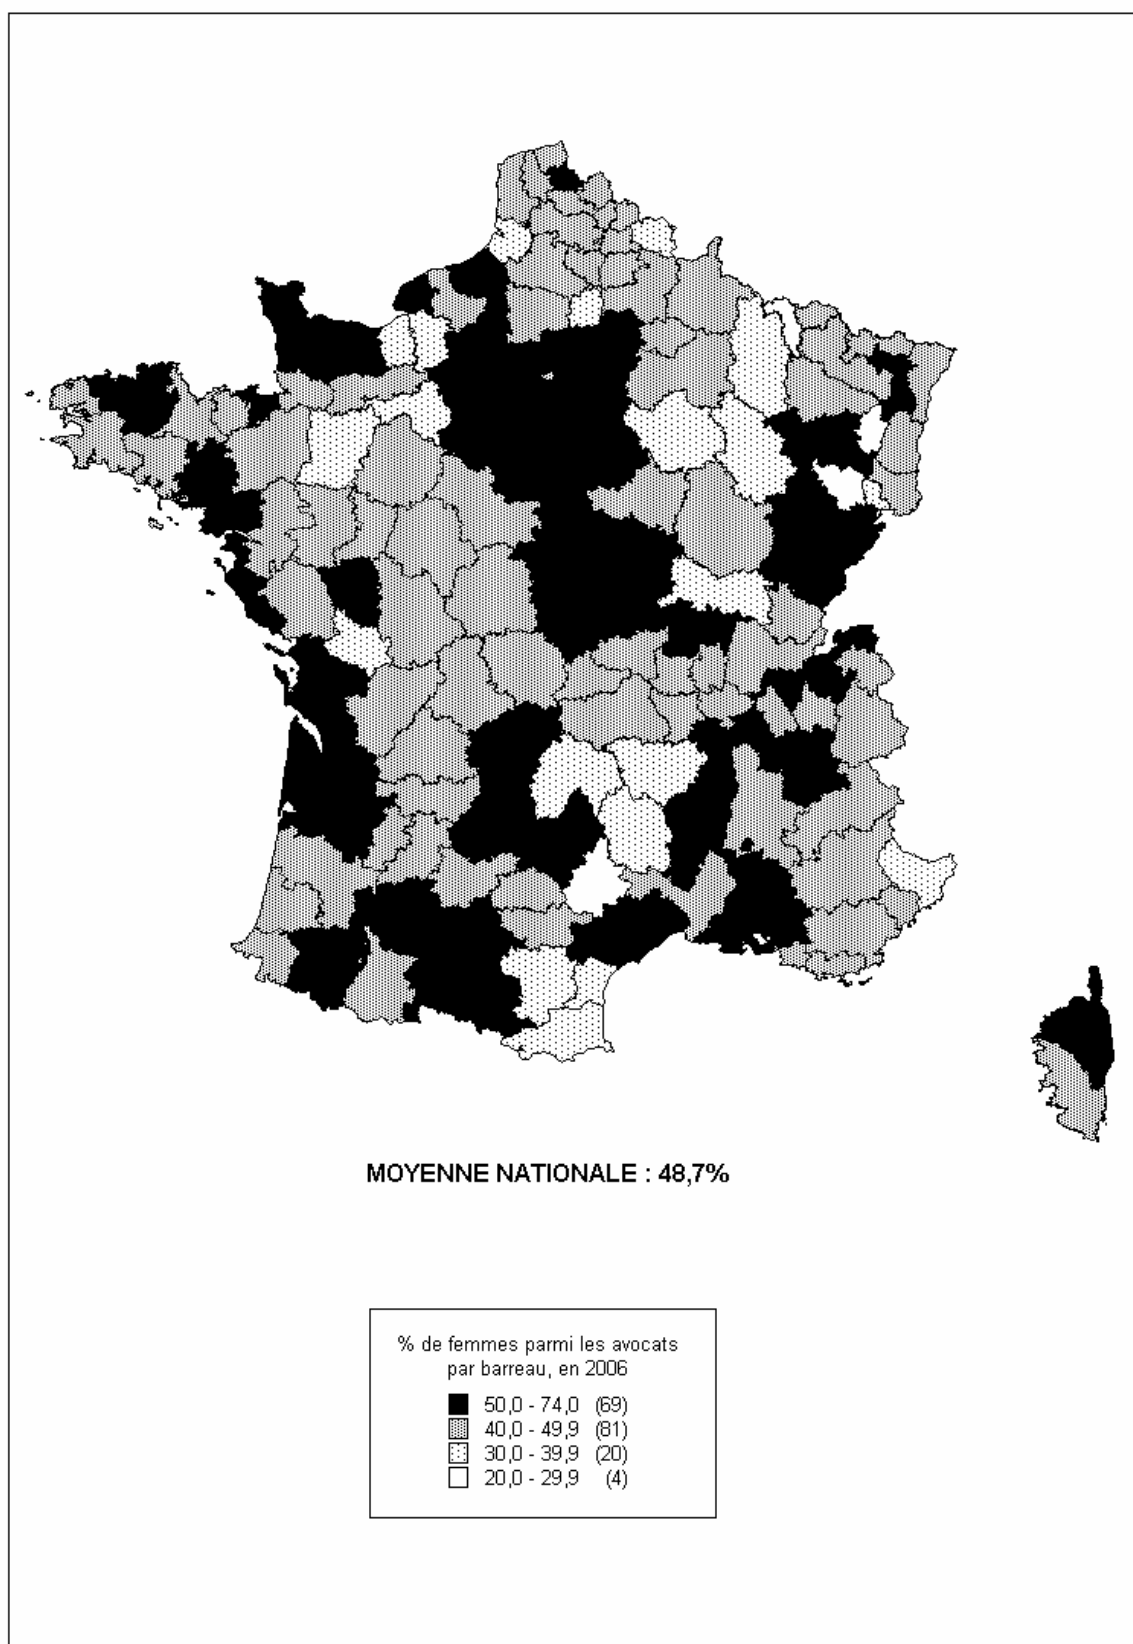 MOYENNE NATIONALE : 48,7%
% de femmes parmi les avocats
par barreau, en 2006
50,0 - 74,0 (69)
40,0 - 49,9 (81)
30,0 - 39,9 (20)
20,0 - 29,9 (4)